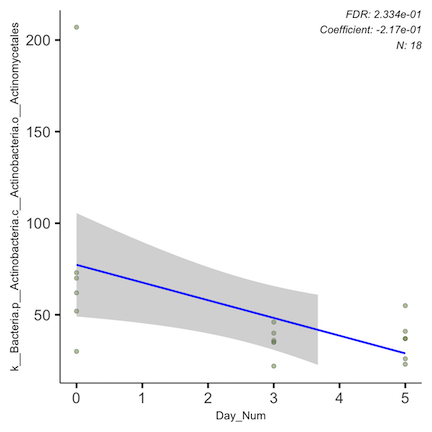 FDR: 2.334e-01
Coefficient: -2.17e-01
N: 18
k__Bacteria.p__Actinobacteria.c__Actinobacteria.o__Actinomycetales
200
150
100
50
0 1 2 3 4 5
Day_Num